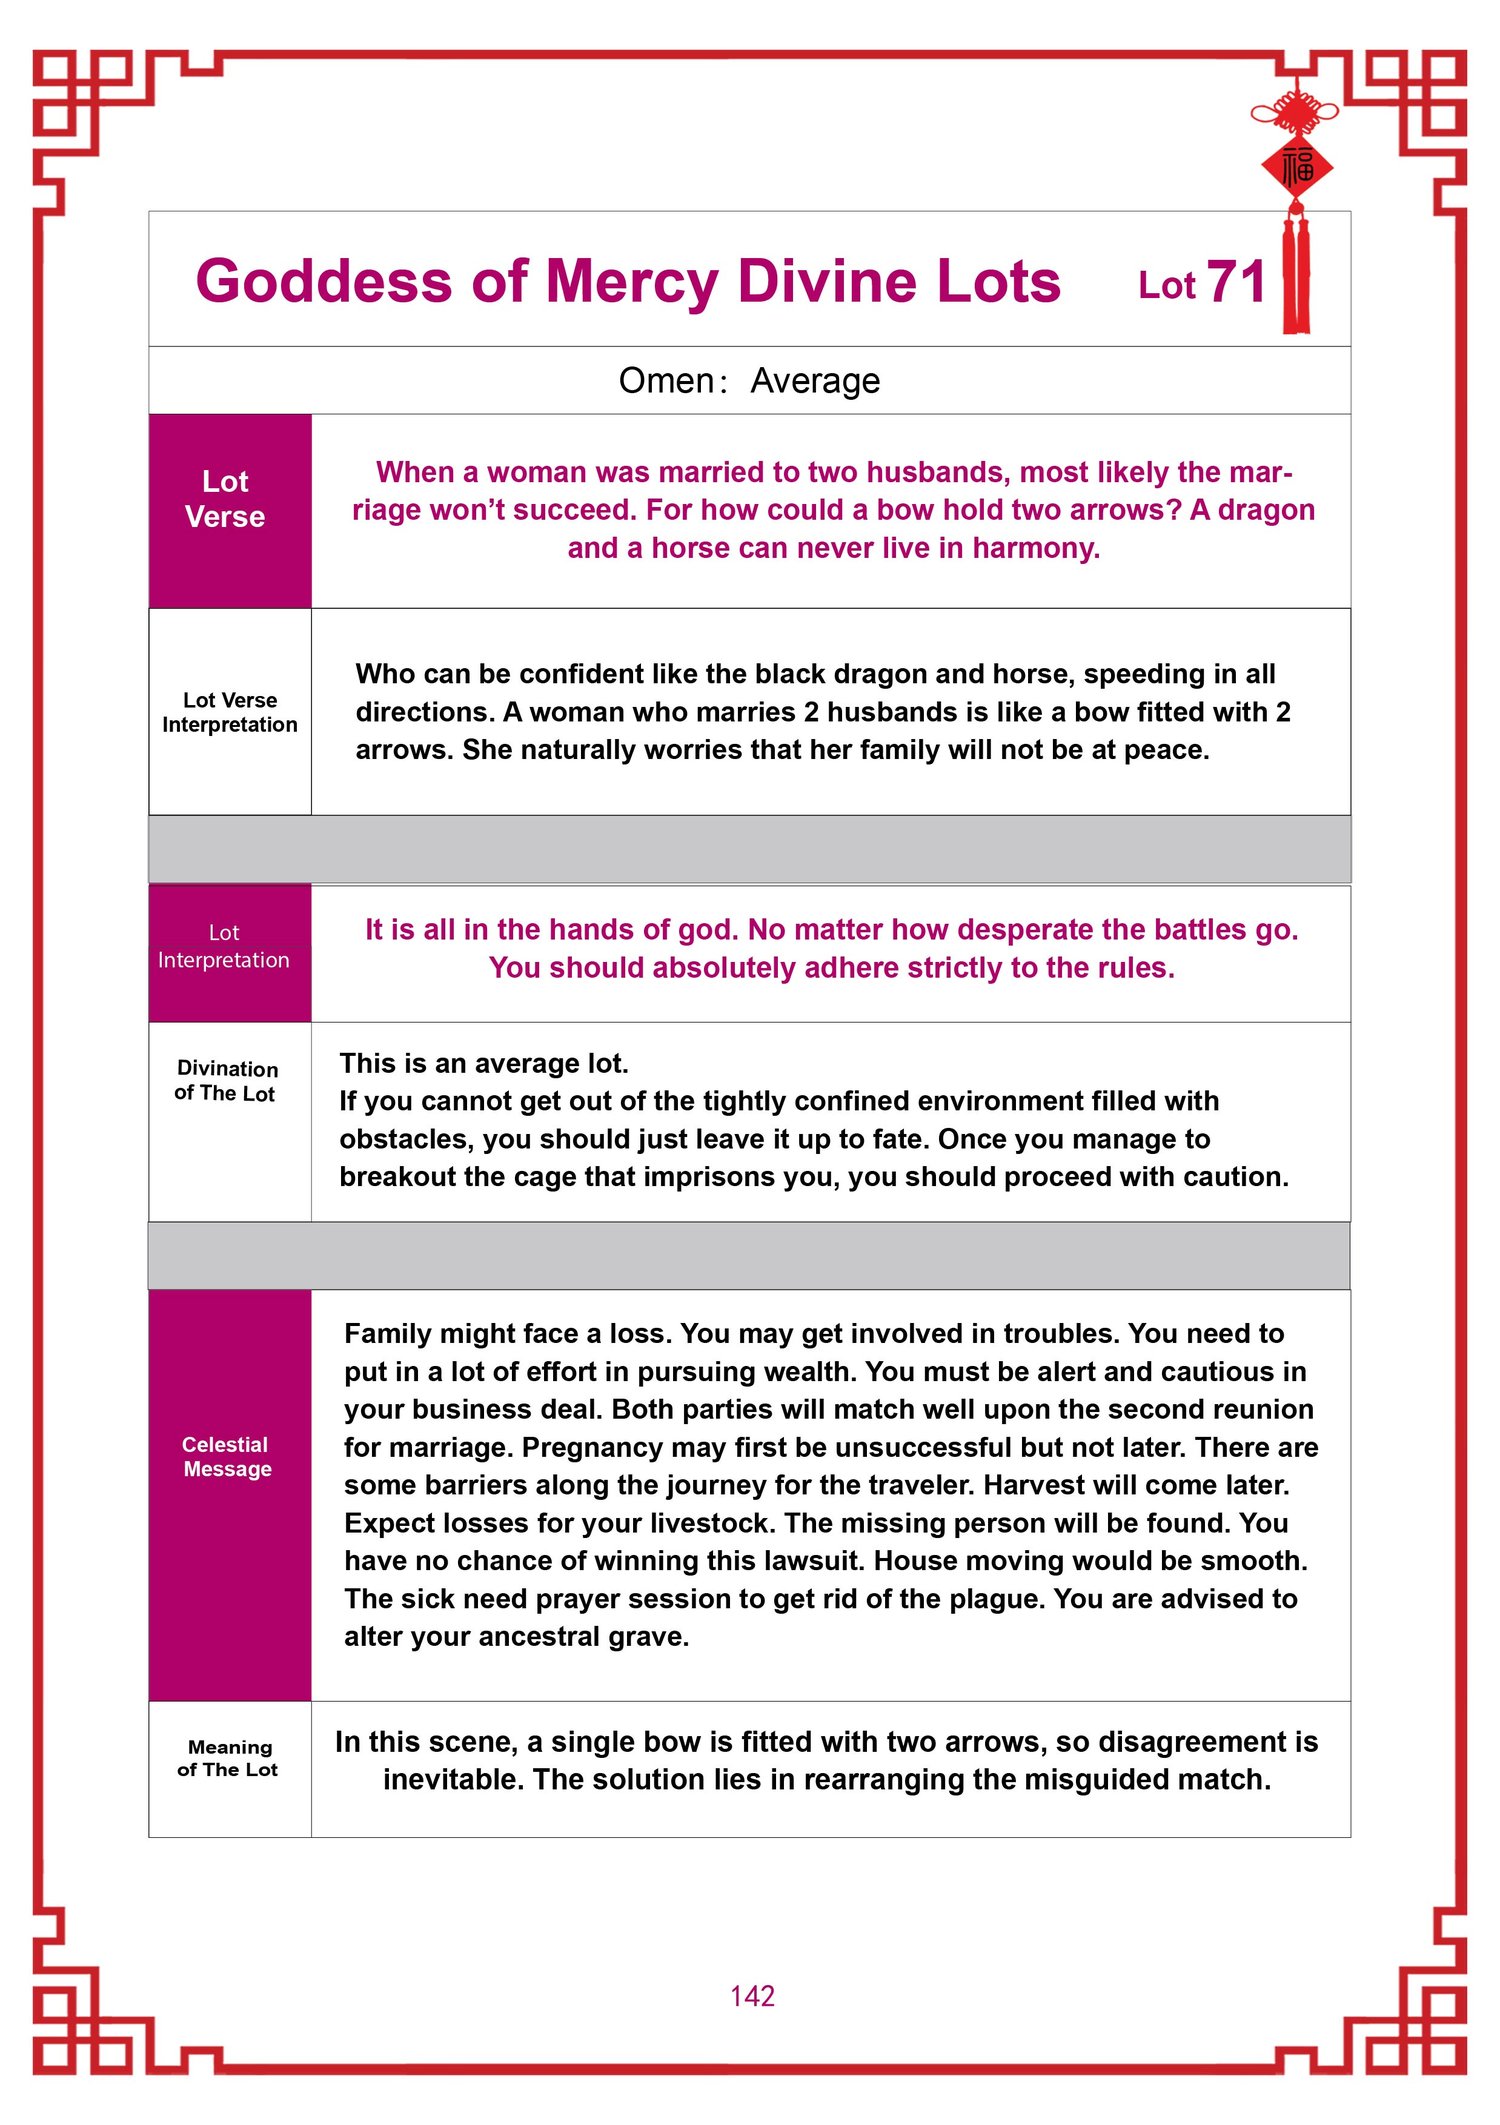 福
Goddess of Mercy Divine Lots Lot 71
Omen： Average
Lot
Verse
When a woman was married to two husbands, most likely the mar-
riage won’t succeed. For how could a bow hold two arrows? A dragon
and a horse can never live in harmony.
Lot Verse
Interpretation
Who can be confident like the black dragon and horse, speeding in all
directions. A woman who marries 2 husbands is like a bow fitted with 2
arrows. She naturally worries that her family will not be at peace.
Lot
Interpretation
It is all in the hands of god. No matter how desperate the battles go.
You should absolutely adhere strictly to the rules.
Divination
of The Lot
This is an average lot.
If you cannot get out of the tightly confined environment filled with
obstacles, you should just leave it up to fate. Once you manage to
breakout the cage that imprisons you, you should proceed with caution.
Celestial
Message
Family might face a loss. You may get involved in troubles. You need to
put in a lot of effort in pursuing wealth. You must be alert and cautious in
your business deal. Both parties will match well upon the second reunion
for marriage. Pregnancy may first be unsuccessful but not later. There are
some barriers along the journey for the traveler. Harvest will come later.
Expect losses for your livestock. The missing person will be found. You
have no chance of winning this lawsuit. House moving would be smooth.
The sick need prayer session to get rid of the plague. You are advised to
alter your ancestral grave.
Meaning
of The Lot
In this scene, a single bow is fitted with two arrows, so disagreement is
inevitable. The solution lies in rearranging the misguided match.
142